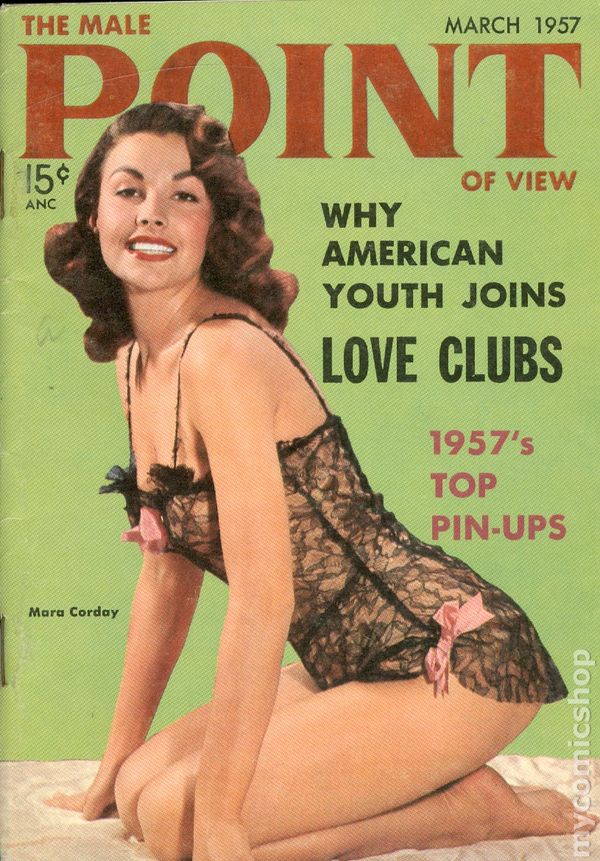 THE MALE
MARCH 1957
POINT
OF VIEW
15¢
ANC
WHY
AMERICAN
YOUTH JOINS
LOVE CLUBS
1957's
TOP
PIN-UPS
Mara Corday
mycomicshop